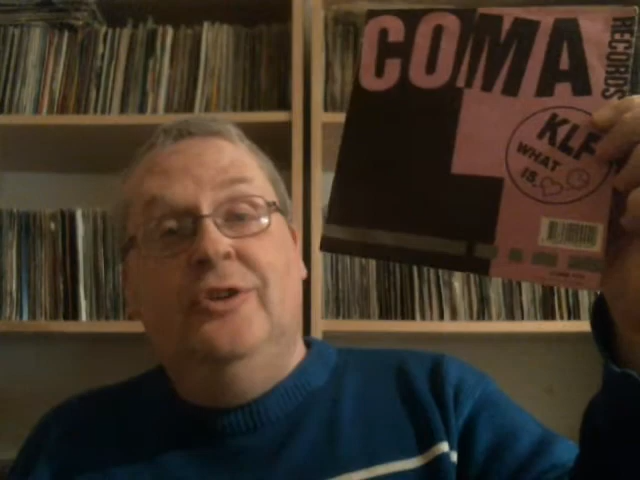 COMA
RECORDS
KLF
WHAT
IS.